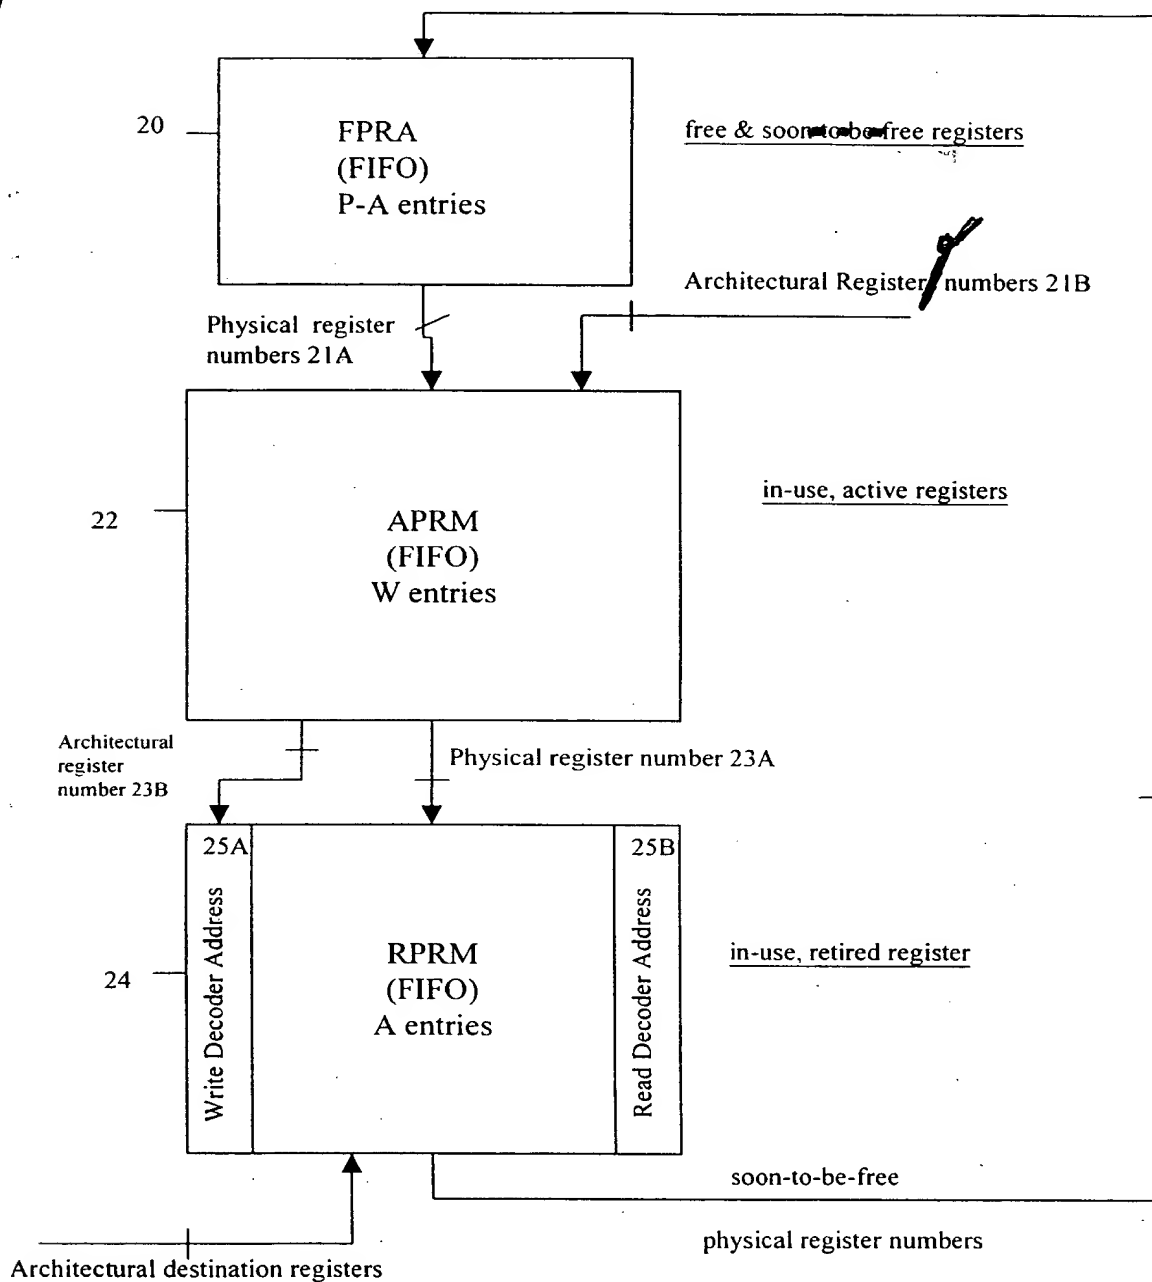 20
FPRA
(FIFO)
P-A entries
free & soon-to-be-free registers
Architectural Register numbers 21B
Physical register
numbers 21A
22
APRM
(FIFO)
W entries
in-use, active registers
Architectural
register
number 23B
Physical register number 23A
25A
25B
Write Decoder Address
Read Decoder Address
24
RPRM
(FIFO)
A entries
in-use, retired register
soon-to-be-free
physical register numbers
Architectural destination registers